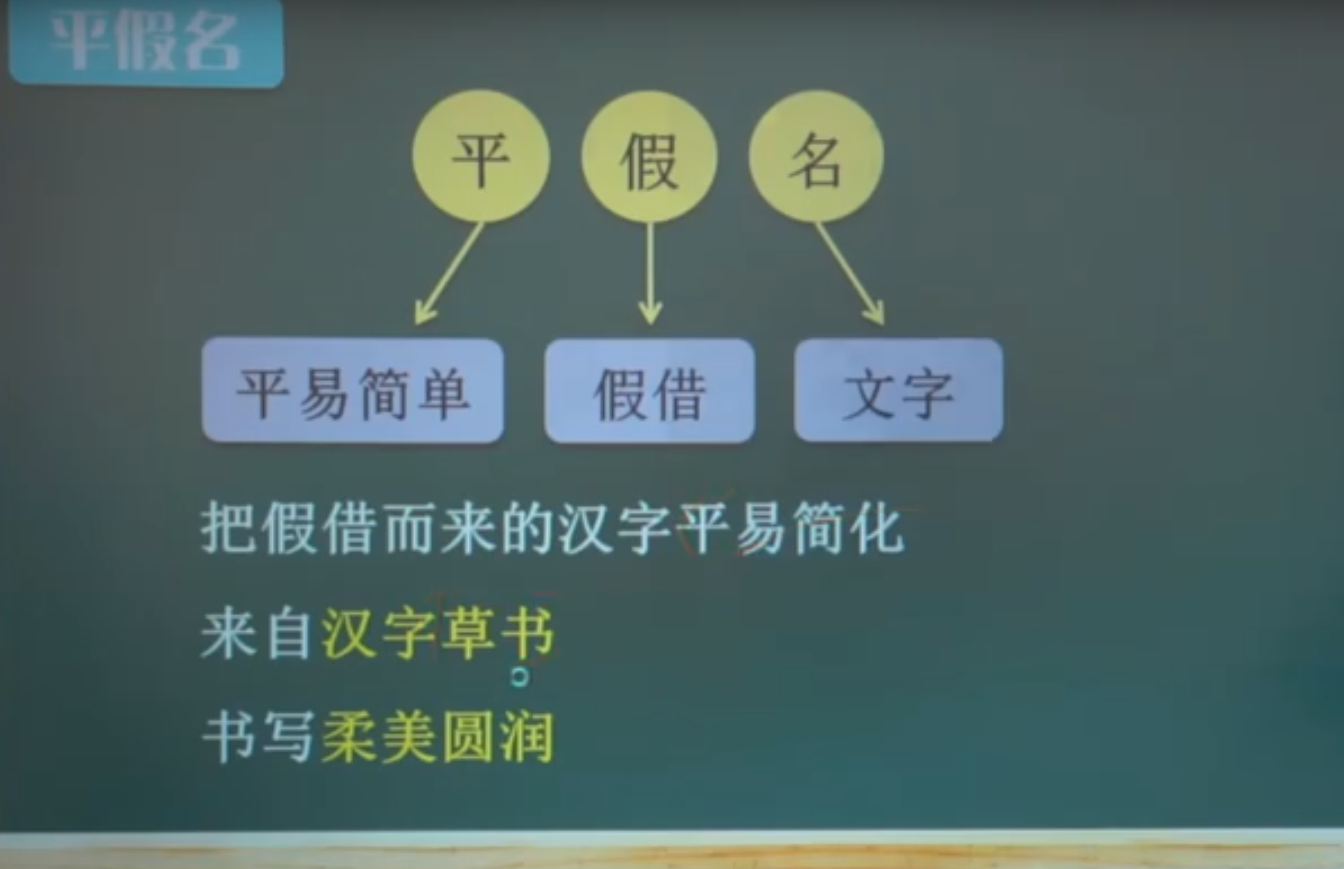 平假名
平 假 名
平易简单 假借 文字
把假借而来的汉字平易简化
来自汉字草书
书写柔美圆润